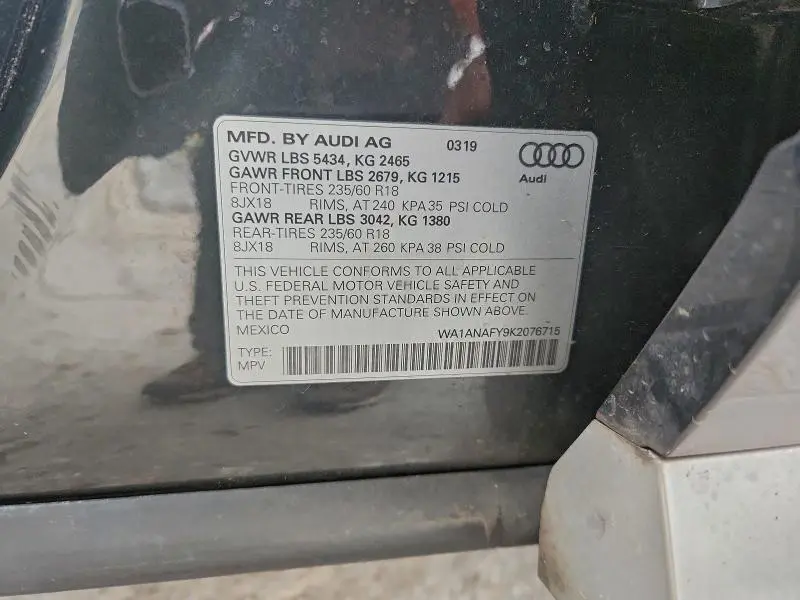 MFD. BY AUDI AG 0319
GVWR LBS 5434, KG 2465
GAWR FRONT LBS 2679, KG 1215
FRONT-TIRES 235/60 R18
8JX18 RIMS, AT 240 KPA 35 PSI COLD
GAWR REAR LBS 3042, KG 1380
REAR-TIRES 235/60 R18
8JX18 RIMS, AT 260 KPA 38 PSI COLD
Audi
THIS VEHICLE CONFORMS TO ALL APPLICABLE
U.S. FEDERAL MOTOR VEHICLE SAFETY AND
THEFT PREVENTION STANDARDS IN EFFECT ON
THE DATE OF MANUFACTURE SHOWN ABOVE.
MEXICO WA1ANAFY9K2076715
TYPE:
MPV